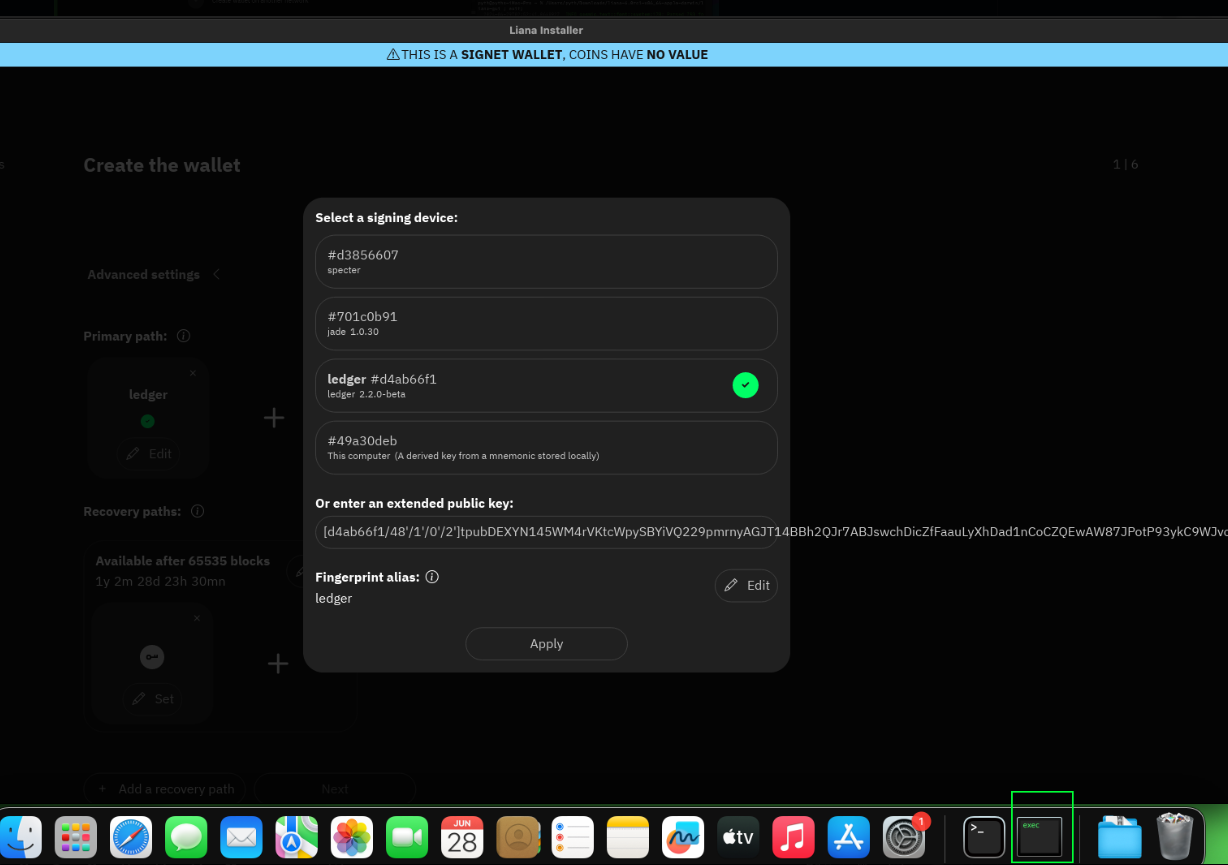 Liana Installer
⚠THIS IS A SIGNET WALLET, COINS HAVE NO VALUE
Create the wallet
1 | 6
Advanced settings
Primary path:
ledger
Edit
Recovery paths:
Available after 65535 blocks
1y 2m 28d 23h 30mn
Set
+ Add a recovery path
Next
Select a signing device:
#d3856607
specter
#701c0b91
jade 1.0.30
ledger #d4ab66f1
ledger 2.2.0-beta
#49a30deb
This computer (A derived key from a mnemonic stored locally)
Or enter an extended public key:
[d4ab66f1/48'/1'/0'/2']tpubDEXYN145WM4rVKtcWpySBYiVQ229pmrnyAGJT14BBh2QJr7ABJswchDicZfFaauLyXhDad1nCoCZQEwAW87JPotP93ykC9WJvc
Fingerprint alias:
Edit
ledger
Apply
JUN
28
tv
1
>_
exec